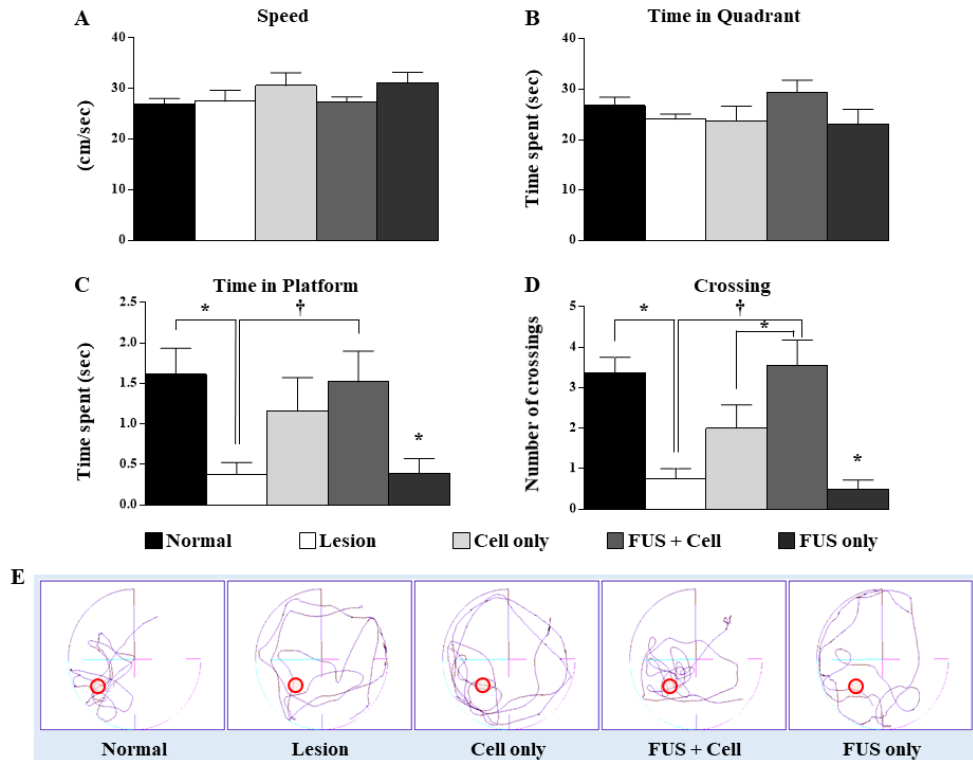 A Speed
(cm/sec)
40
30
20
10
0
B Time in Quadrant
Time spent (sec)
40
30
20
10
0
C Time in Platform
Time spent (sec)
2.5
2.0
1.5
1.0
0.5
0.0
* †
*
D Crossing
Number of crossings
5
4
3
2
1
0
* †
*
*
Normal Lesion Cell only FUS + Cell FUS only
E
Normal Lesion Cell only FUS + Cell FUS only